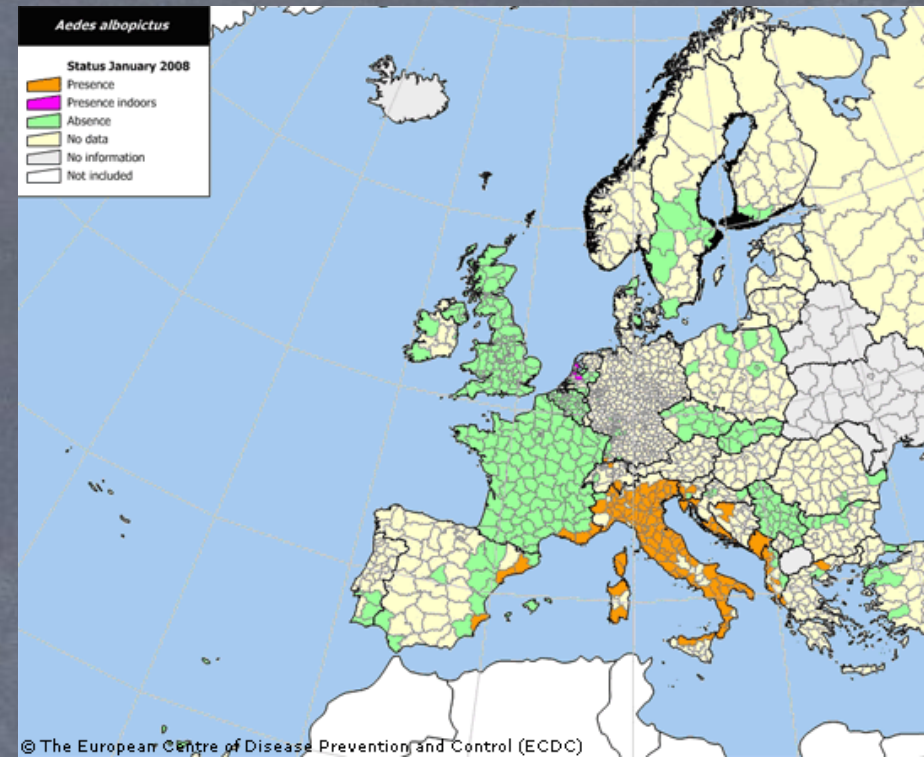 Aedes albopictus
Status January 2008
Presence
Presence indoors
Absence
No data
No information
Not included
© The European Centre of Disease Prevention and Control (ECDC)